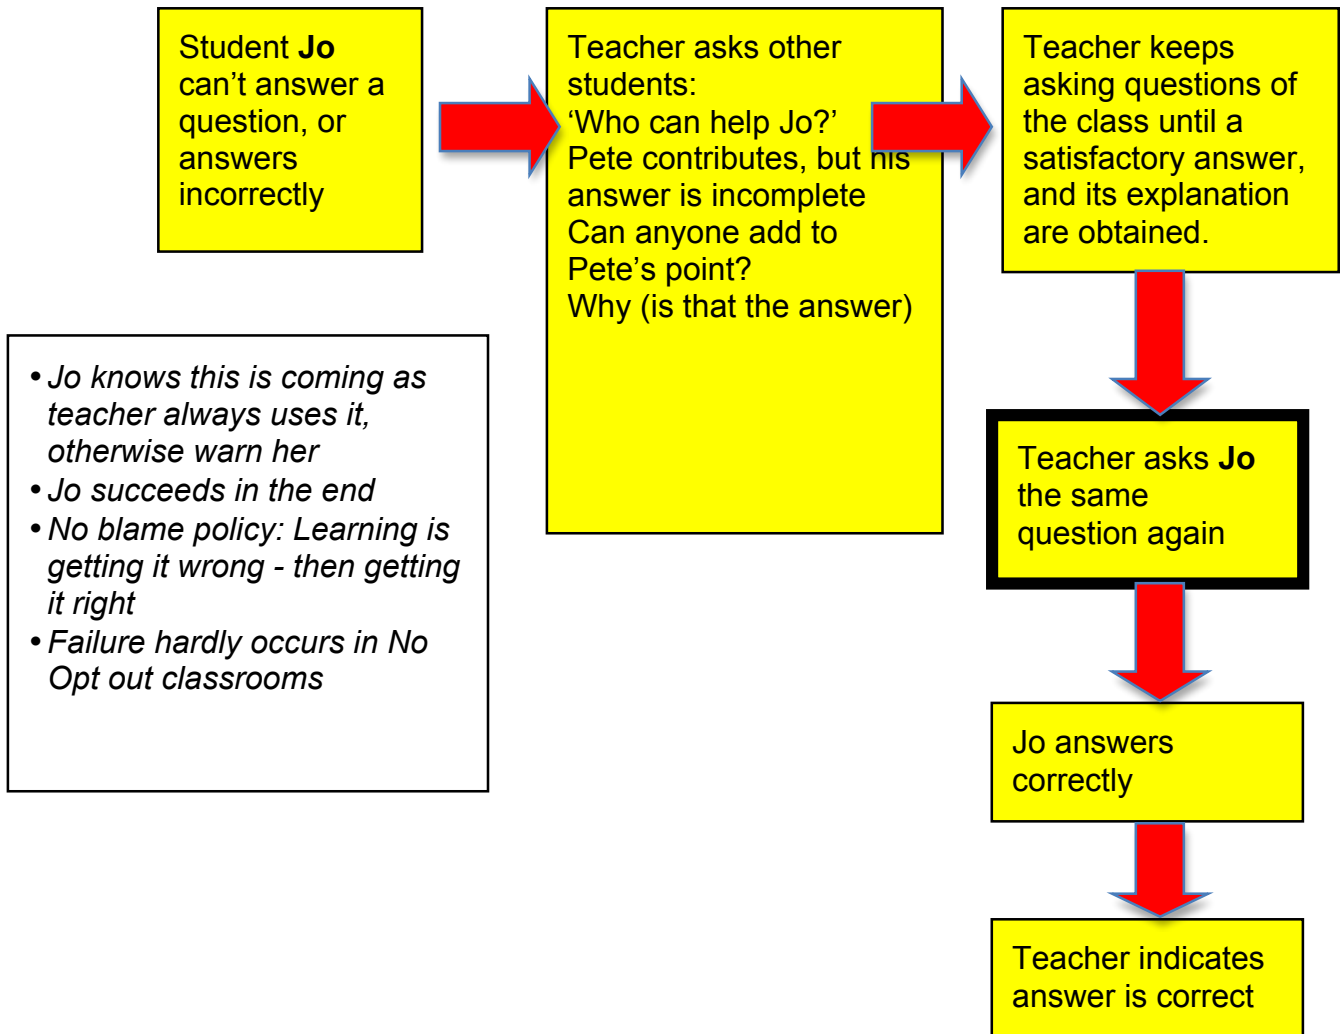 Student Jo
can’t answer a
question, or
answers
incorrectly
Teacher asks other
students:
‘Who can help Jo?’
Pete contributes, but his
answer is incomplete
Can anyone add to
Pete’s point?
Why (is that the answer)
Teacher keeps
asking questions of
the class until a
satisfactory answer,
and its explanation
are obtained.
• Jo knows this is coming as
teacher always uses it,
otherwise warn her
• Jo succeeds in the end
• No blame policy: Learning is
getting it wrong - then getting
it right
• Failure hardly occurs in No
Opt out classrooms
Teacher asks Jo
the same
question again
Jo answers
correctly
Teacher indicates
answer is correct